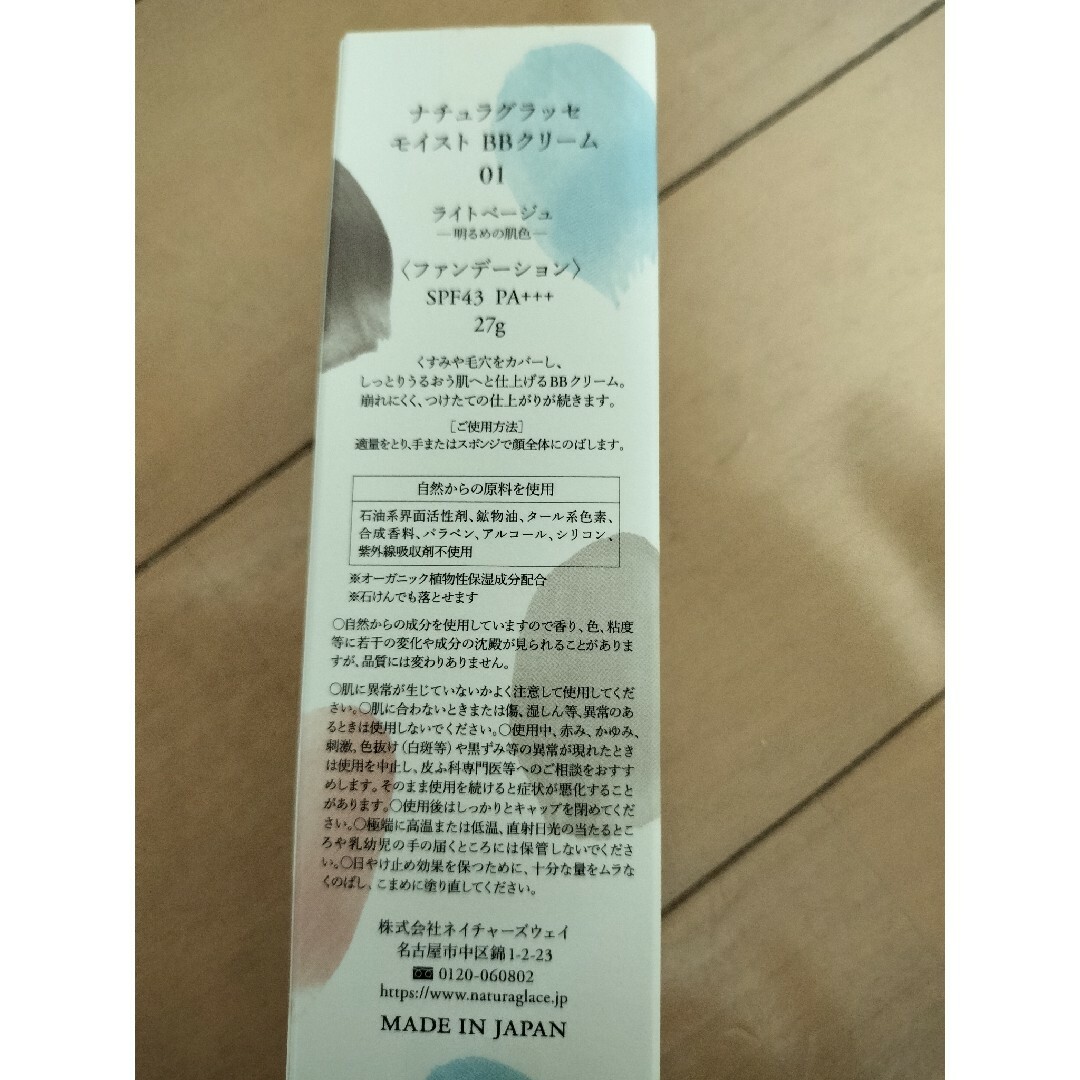 ナチュラグラッセ
モイスト BBクリーム
01
ライトベージュ
―明るめの肌色―
〈ファンデーション〉
SPF43 PA+++
27g
くすみや毛穴をカバーし、
しっとりうるおう肌へと仕上げるBBクリーム。
崩れにくく、つけたての仕上がりが続きます。
［ご使用方法］
適量をとり、手またはスポンジで顔全体にのばします。
自然からの原料を使用
石油系界面活性剤、鉱物油、タール系色素、
合成香料、パラベン、アルコール、シリコン、
紫外線吸収剤不使用
※オーガニック植物性保湿成分配合
※石けんでも落とせます
○自然からの成分を使用していますので香り、色、粘度
等に若干の変化や成分の沈殿が見られることがありま
すが、品質には変わりありません。
○肌に異常が生じていないかよく注意して使用してくだ
さい。○肌に合わないときまたは傷、湿しん等、異常のあ
るときは使用しないでください。○使用中、赤み、かゆみ、
刺激、色抜け（白斑等）や黒ずみ等の異常が現れたとき
は使用を中止し、皮ふ科専門医等へのご相談をおすす
めします。そのまま使用を続けると症状が悪化すること
があります。○使用後はしっかりとキャップを閉めてくだ
さい。○極端に高温または低温、直射日光の当たるとこ
ろや乳幼児の手の届くところには保管しないでくださ
い。○日やけ止め効果を保つために、十分な量をムラな
くのばし、こまめに塗り直してください。
株式会社ネイチャーズウェイ
名古屋市中区錦1-2-23
0120-060802
https://www.naturaglace.jp
MADE IN JAPAN